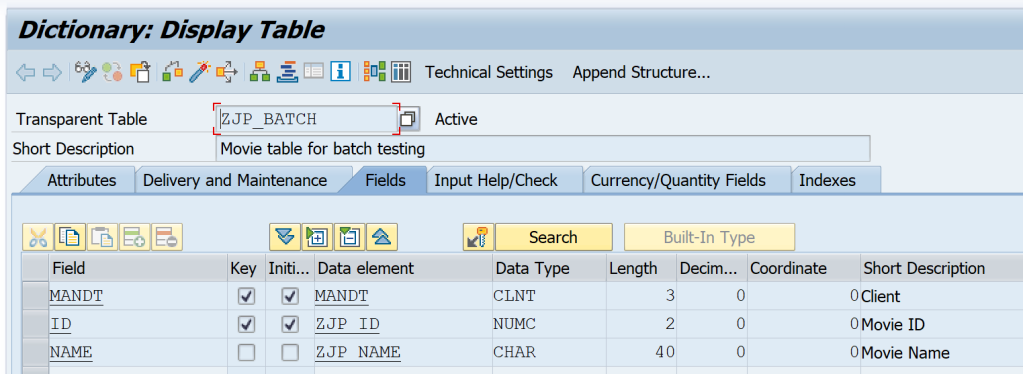 Dictionary: Display Table
Technical Settings Append Structure...
Transparent Table ZJP_BATCH Active
Short Description Movie table for batch testing
Attributes Delivery and Maintenance Fields Input Help/Check Currency/Quantity Fields Indexes
Search Built-In Type
Field Key Initi... Data element Data Type Length Decim... Coordinate Short Description
MANDT MANDT CLNT 3 0 0 Client
ID ZJP_ID NUMC 2 0 0 Movie ID
NAME ZJP_NAME CHAR 40 0 0 Movie Name